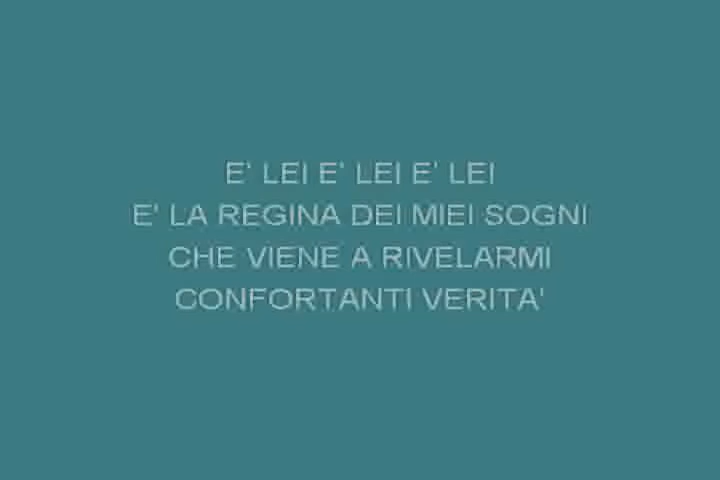 E' LEI E' LEI E' LEI
E' LA REGINA DEI MIEI SOGNI
CHE VIENE A RIVELARMI
CONFORTANTI VERITA'